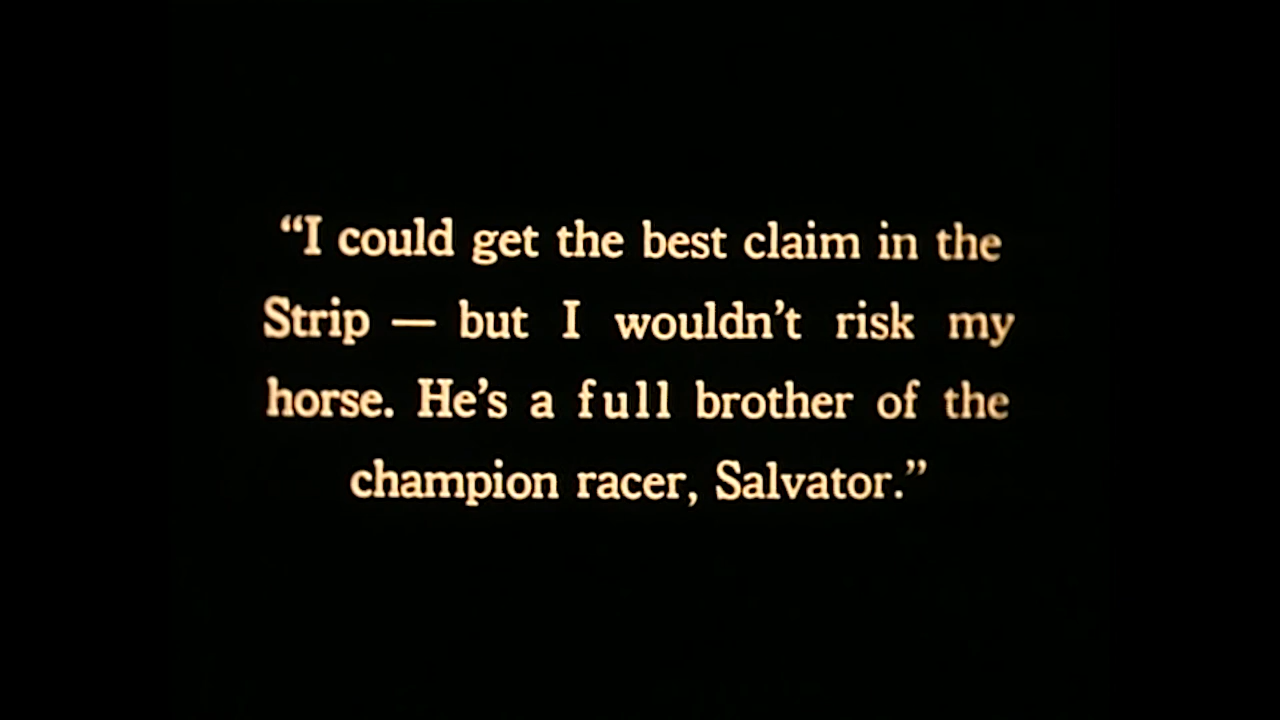 “I could get the best claim in the
Strip — but I wouldn’t risk my
horse. He’s a full brother of the
champion racer, Salvator.”